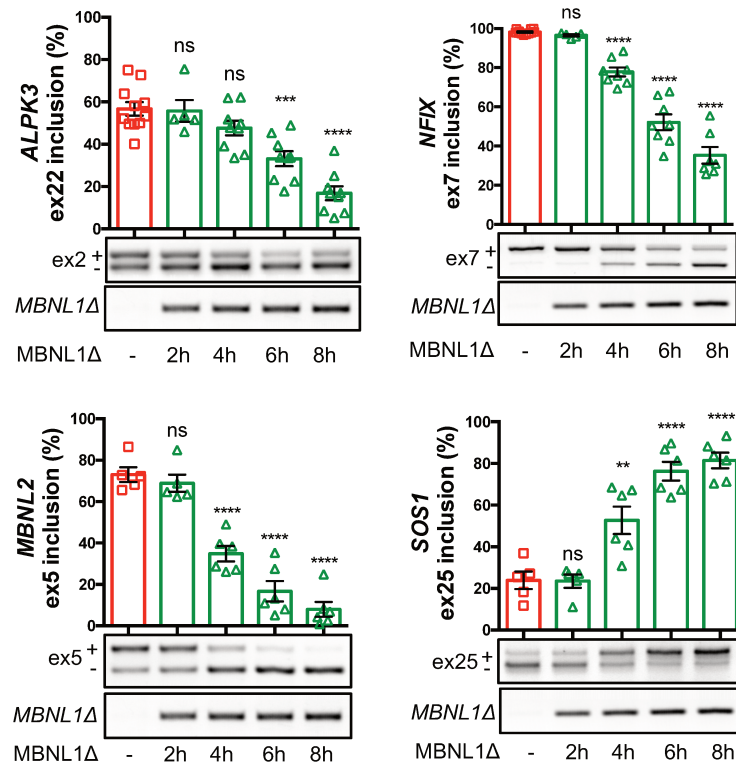 ALPK3
ex22 inclusion (%)
100
80
60
40
20
0
ns
ns
***
****
ex2 +
-
MBNL1Δ
MBNL1Δ - 2h 4h 6h 8h
NFIX
ex7 inclusion (%)
100
80
60
40
20
0
ns
****
****
****
ex7 +
-
MBNL1Δ
MBNL1Δ - 2h 4h 6h 8h
MBNL2
ex5 inclusion (%)
100
80
60
40
20
0
ns
****
****
****
ex5 +
-
MBNL1Δ
MBNL1Δ - 2h 4h 6h 8h
SOS1
ex25 inclusion (%)
100
80
60
40
20
0
ns
**
****
****
ex25 +
-
MBNL1Δ
MBNL1Δ - 2h 4h 6h 8h